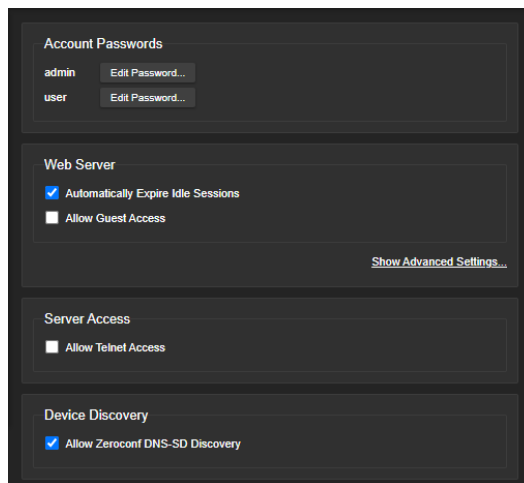 Account Passwords
admin Edit Password...
user Edit Password...
Web Server
Automatically Expire Idle Sessions
Allow Guest Access
Show Advanced Settings...
Server Access
Allow Telnet Access
Device Discovery
Allow Zeroconf DNS-SD Discovery